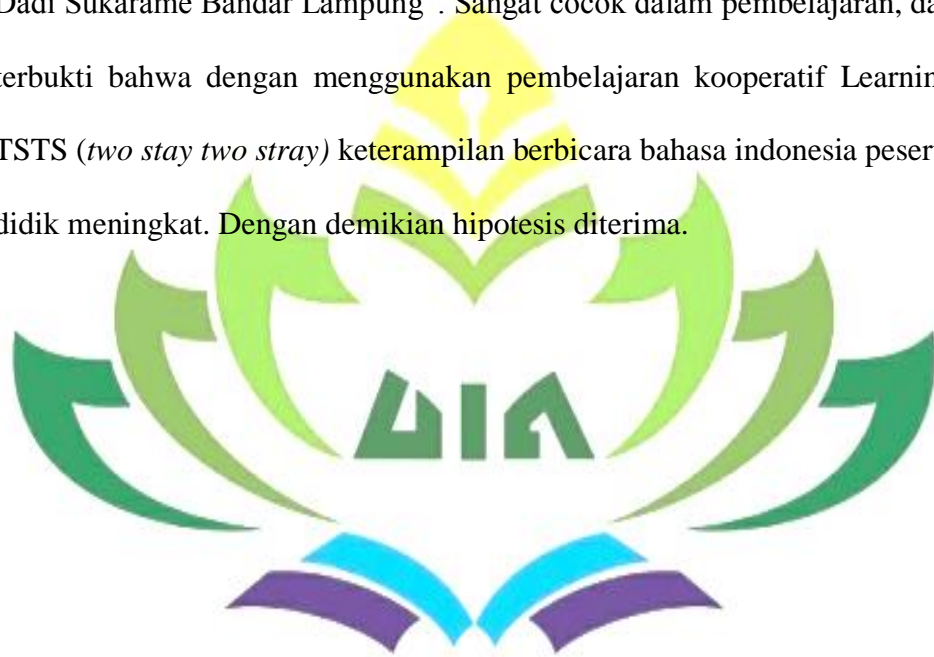 Dadi Sukarame Bandar Lampung". Sangat cocok dalam pembelajaran, da
terbukti bahwa dengan menggunakan pembelajaran kooperatif Learnin
TSTS (two stay two stray) keterampilan berbicara bahasa indonesia peser
didik meningkat. Dengan demikian hipotesis diterima.
UIN